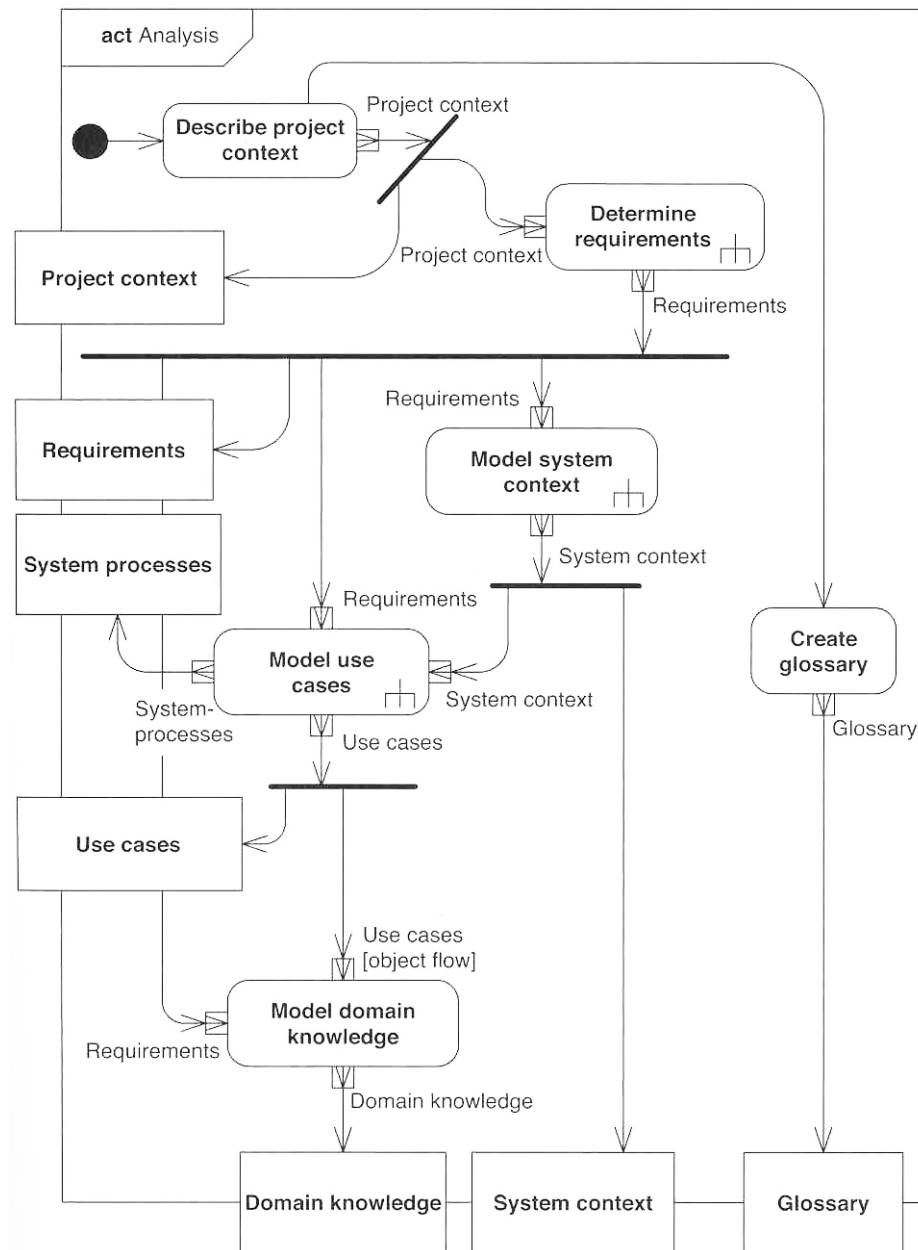 act Analysis
Project context
Describe project
context
Determine
requirements
Project context
Project context
Requirements
Requirements
Requirements
Model system
context
System context
System processes
Requirements
Create
glossary
Model use
cases
System context
System-
processes
Glossary
Use cases
Use cases
Use cases
[object flow]
Model domain
knowledge
Requirements
Domain knowledge
Domain knowledge
System context
Glossary